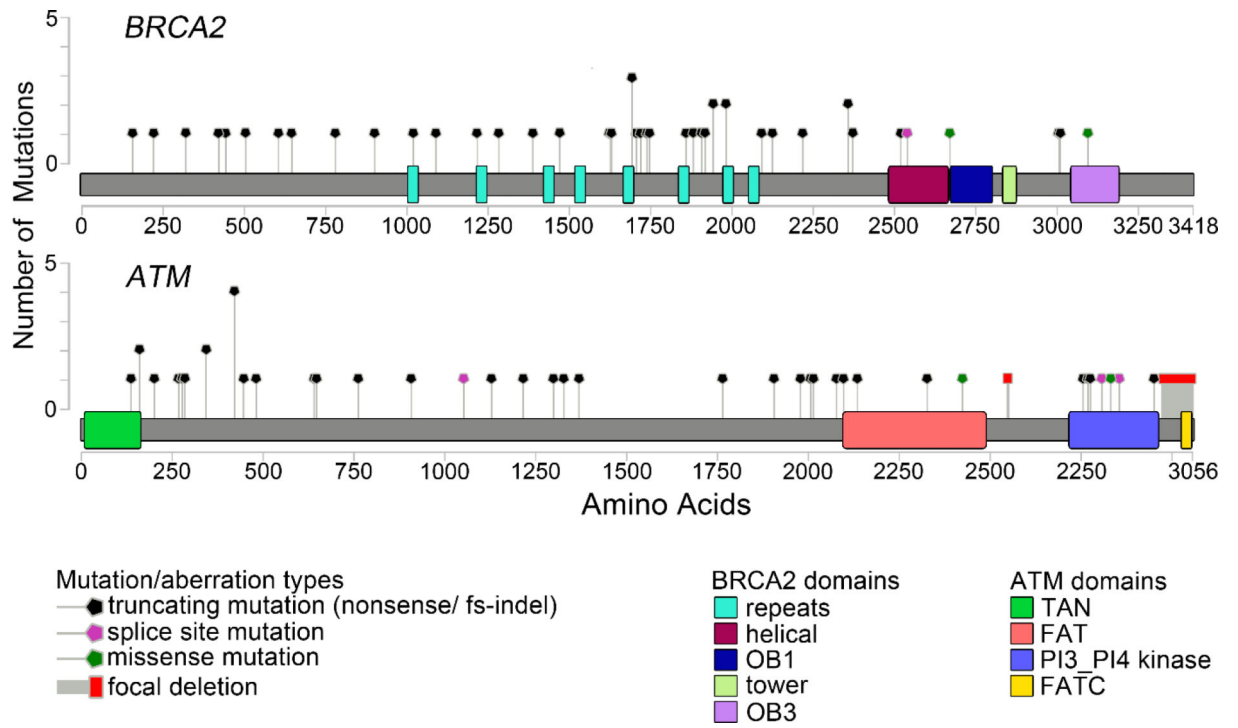 5
BRCA2
0
0 250 500 750 1000 1250 1500 1750 2000 2250 2500 2750 3000 3250 3418
Number of Mutations
5
ATM
0
0 250 500 750 1000 1250 1500 1750 2000 2250 2500 2250 3056
Amino Acids
Mutation/aberration types
truncating mutation (nonsense/ fs-indel)
splice site mutation
missense mutation
focal deletion
BRCA2 domains
repeats
helical
OB1
tower
OB3
ATM domains
TAN
FAT
PI3_PI4 kinase
FATC